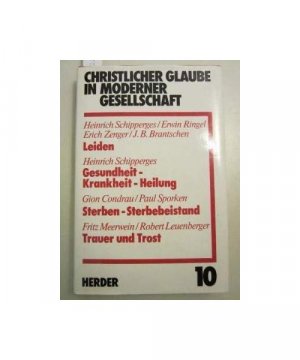 CHRISTLICHER GLAUBE
IN MODERNER
GESELLSCHAFT
Heinrich Schipperges/Erwin Ringel
Erich Zenger/J. B. Brantschen
Leiden
Heinrich Schipperges
Gesundheit -
Krankheit - Heilung
Gion Condrau / Paul Sporken
Sterben - Sterbebeistand
Fritz Meerwein/Robert Leuenberger
Trauer und Trost
HERDER
10